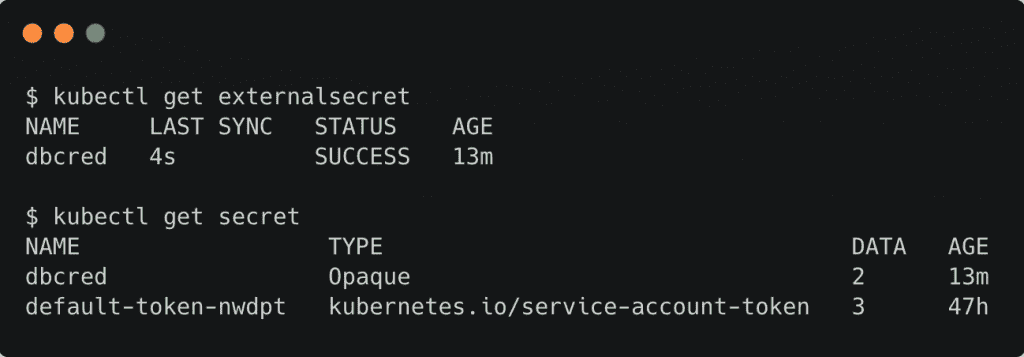 $ kubectl get externalsecret
NAME     LAST SYNC   STATUS    AGE
dbcred   4s          SUCCESS   13m
$ kubectl get secret
NAME                  TYPE                                  DATA   AGE
dbcred                Opaque                                2      13m
default-token-nwdpt   kubernetes.io/service-account-token   3      47h